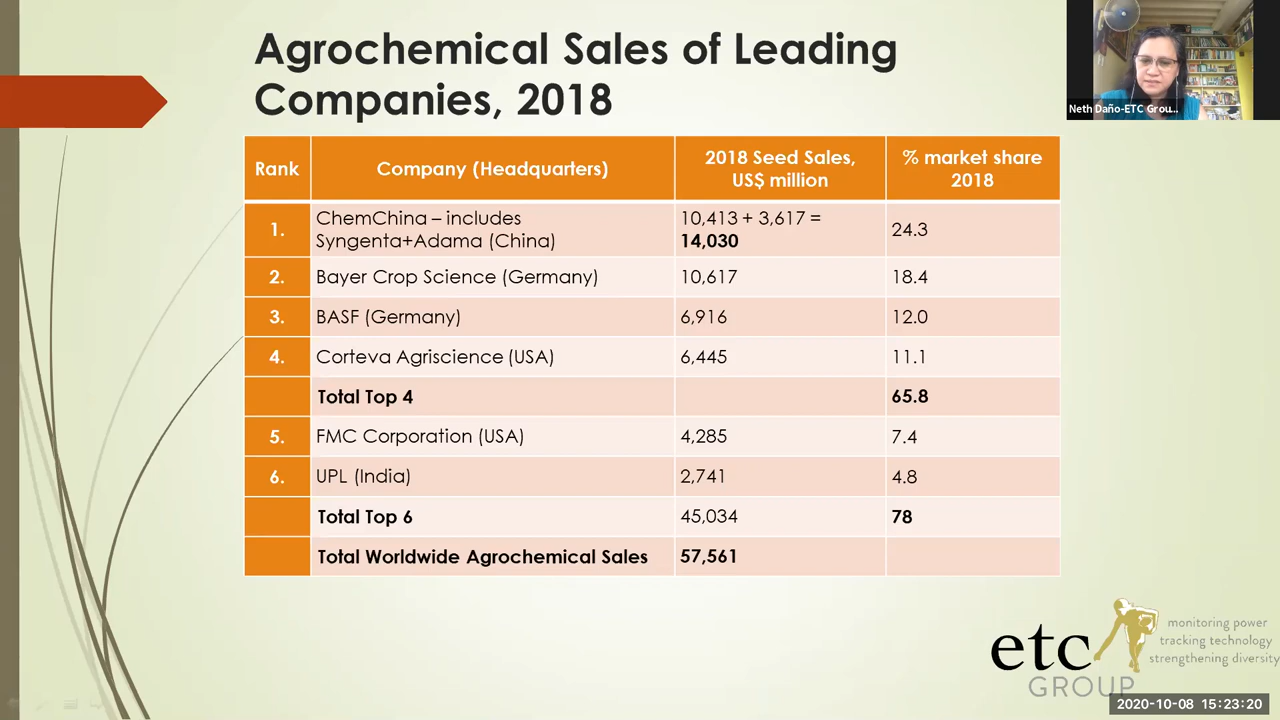 Agrochemical Sales of Leading
Companies, 2018
Neth Daño-ETC Grou...
Rank
Company (Headquarters)
2018 Seed Sales,
US$ million
% market share
2018
1.
ChemChina – includes
Syngenta+Adama (China)
10,413 + 3,617 =
14,030
24.3
2.
Bayer Crop Science (Germany)
10,617
18.4
3.
BASF (Germany)
6,916
12.0
4.
Corteva Agriscience (USA)
6,445
11.1
Total Top 4
65.8
5.
FMC Corporation (USA)
4,285
7.4
6.
UPL (India)
2,741
4.8
Total Top 6
45,034
78
Total Worldwide Agrochemical Sales
57,561
etc
GROUP
monitoring power
tracking technology
strengthening diversity
2020-10-08 15:23:20